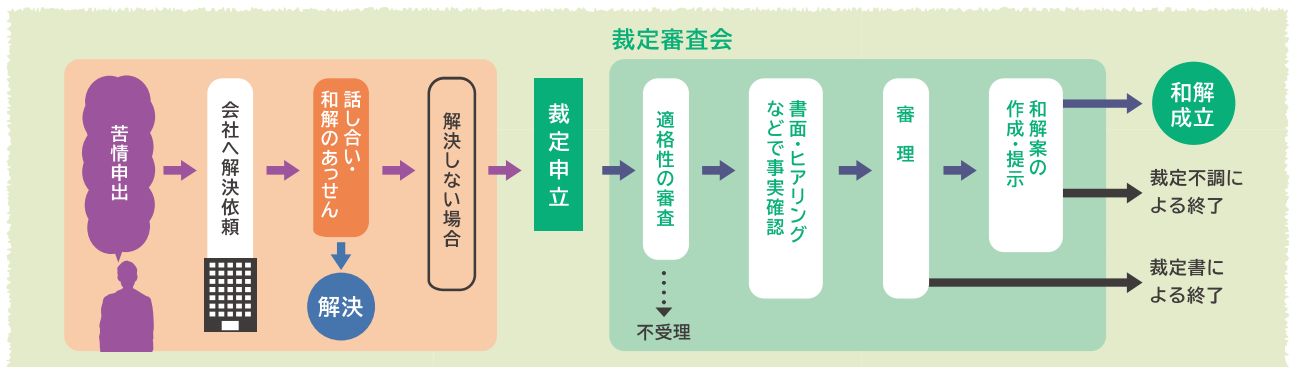 裁定審査会
苦情申出
会社へ解決依頼
話し合い・
和解のあっせん
解決
解決しない場合
裁定申立
適格性の審査
不受理
書面・ヒアリング
などで事実確認
審理
和解案の
作成・提示
和解
成立
裁定不調に
よる終了
裁定書に
よる終了